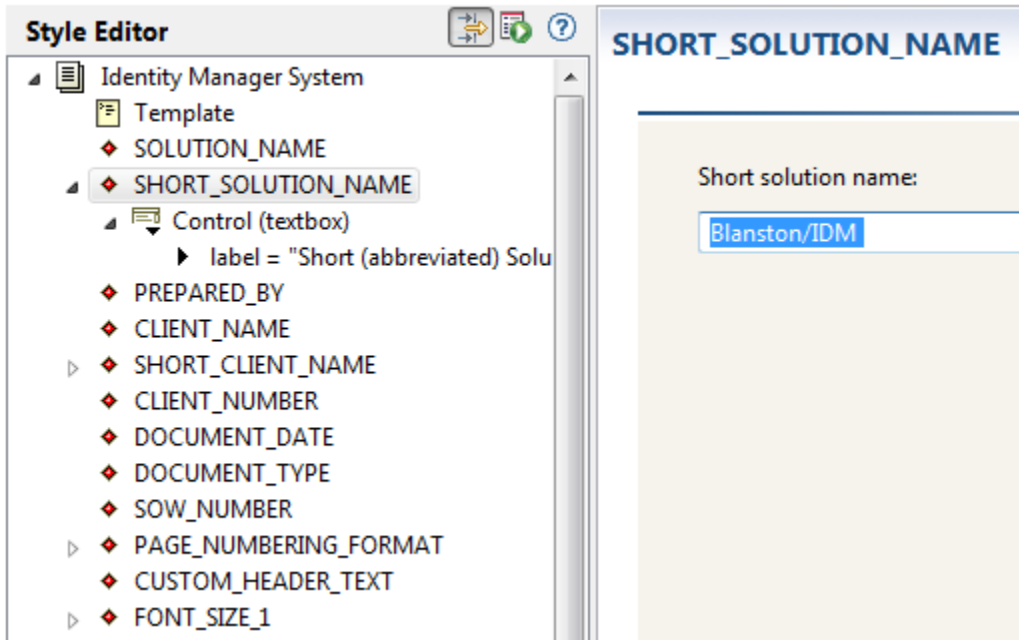 Style Editor
Identity Manager System
Template
SOLUTION_NAME
SHORT_SOLUTION_NAME
Control (textbox)
label = "Short (abbreviated) Solu
PREPARED_BY
CLIENT_NAME
SHORT_CLIENT_NAME
CLIENT_NUMBER
DOCUMENT_DATE
DOCUMENT_TYPE
SOW_NUMBER
PAGE_NUMBERING_FORMAT
CUSTOM_HEADER_TEXT
FONT_SIZE_1
SHORT_SOLUTION_NAME
Short solution name:
Blanston/IDM